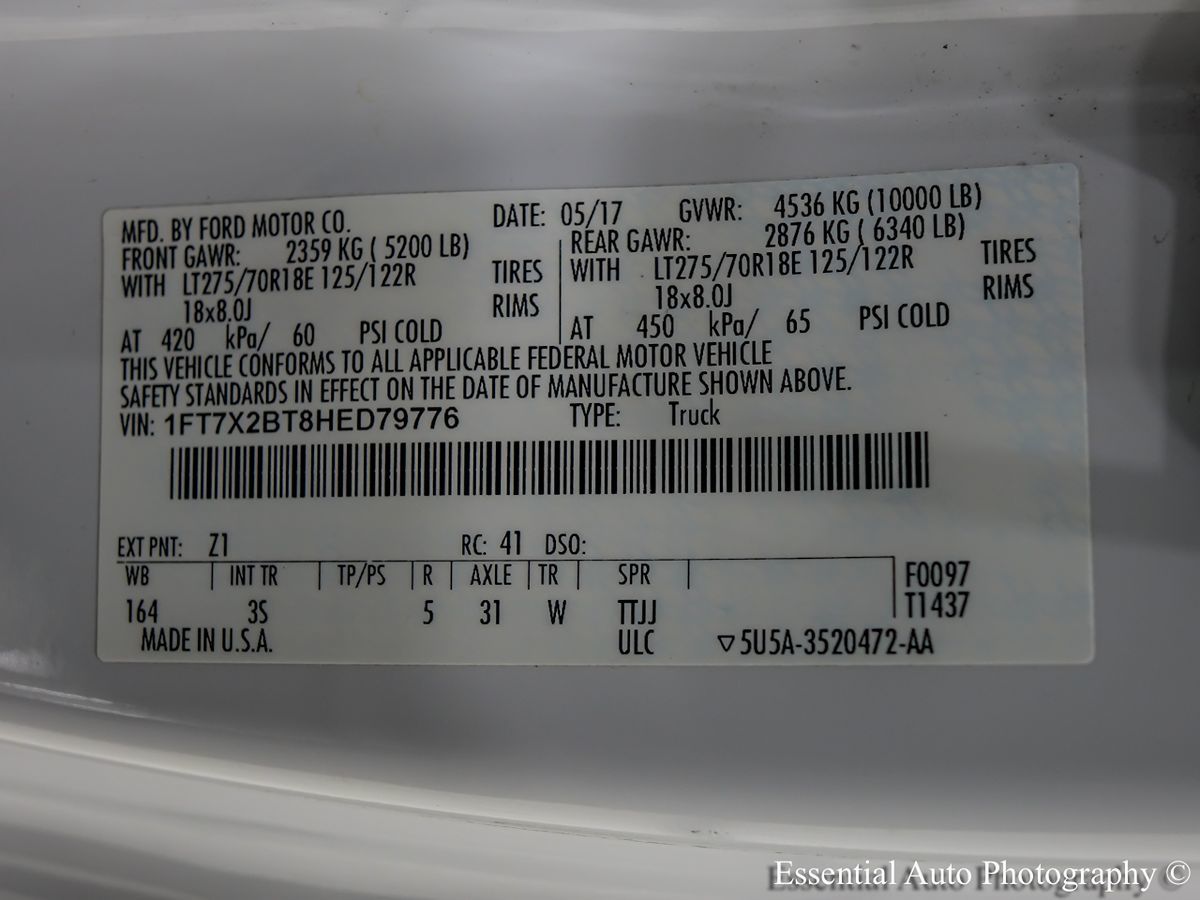 MFD. BY FORD MOTOR CO. DATE: 05/17 GVWR: 4536 KG (10000 LB)
FRONT GAWR: 2359 KG ( 5200 LB) REAR GAWR: 2876 KG ( 6340 LB)
WITH LT275/70R18E 125/122R TIRES WITH LT275/70R18E 125/122R TIRES
18x8.0J RIMS 18x8.0J RIMS
AT 420 kPa/ 60 PSI COLD AT 450 kPa/ 65 PSI COLD
THIS VEHICLE CONFORMS TO ALL APPLICABLE FEDERAL MOTOR VEHICLE
SAFETY STANDARDS IN EFFECT ON THE DATE OF MANUFACTURE SHOWN ABOVE.
VIN: 1FT7X2BT8HED79776 TYPE: Truck
EXT PNT: Z1 RC: 41 DSO:
WB INT TR TP/PS R AXLE TR SPR F0097
164 3S 5 31 W TTJJ T1437
MADE IN U.S.A. ULC ▽5U5A-3520472-AA
Essential Auto Photography ©